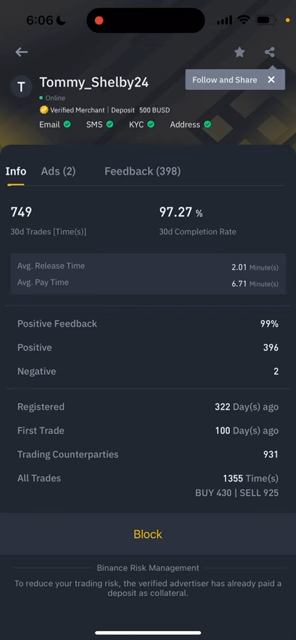 6:06
Tommy_Shelby24
Follow and Share ✕
T
Online
Verified Merchant | Deposit 500 BUSD
Email SMS KYC Address
Info Ads (2) Feedback (398)
749 97.27 %
30d Trades [Time(s)] 30d Completion Rate
Avg. Release Time 2.01 Minute(s)
Avg. Pay Time 6.71 Minute(s)
Positive Feedback 99%
Positive 396
Negative 2
Registered 322 Day(s) ago
First Trade 100 Day(s) ago
Trading Counterparties 931
All Trades 1355 Time(s)
BUY 430 | SELL 925
Block
Binance Risk Management
To reduce your trading risk, the verified advertiser has already paid a
deposit as collateral.